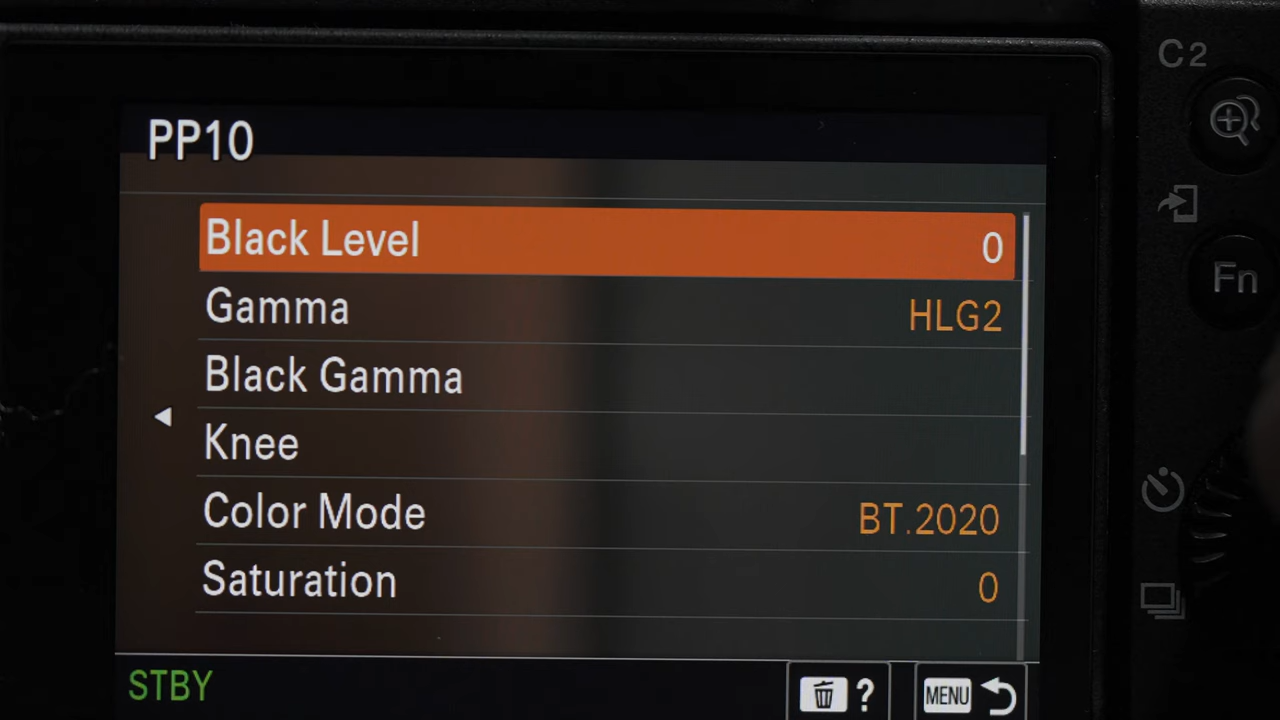 C2
PP10
Black Level 0
Fn
Gamma HLG2
Black Gamma
Knee
Color Mode BT.2020
Saturation 0
STBY ? MENU